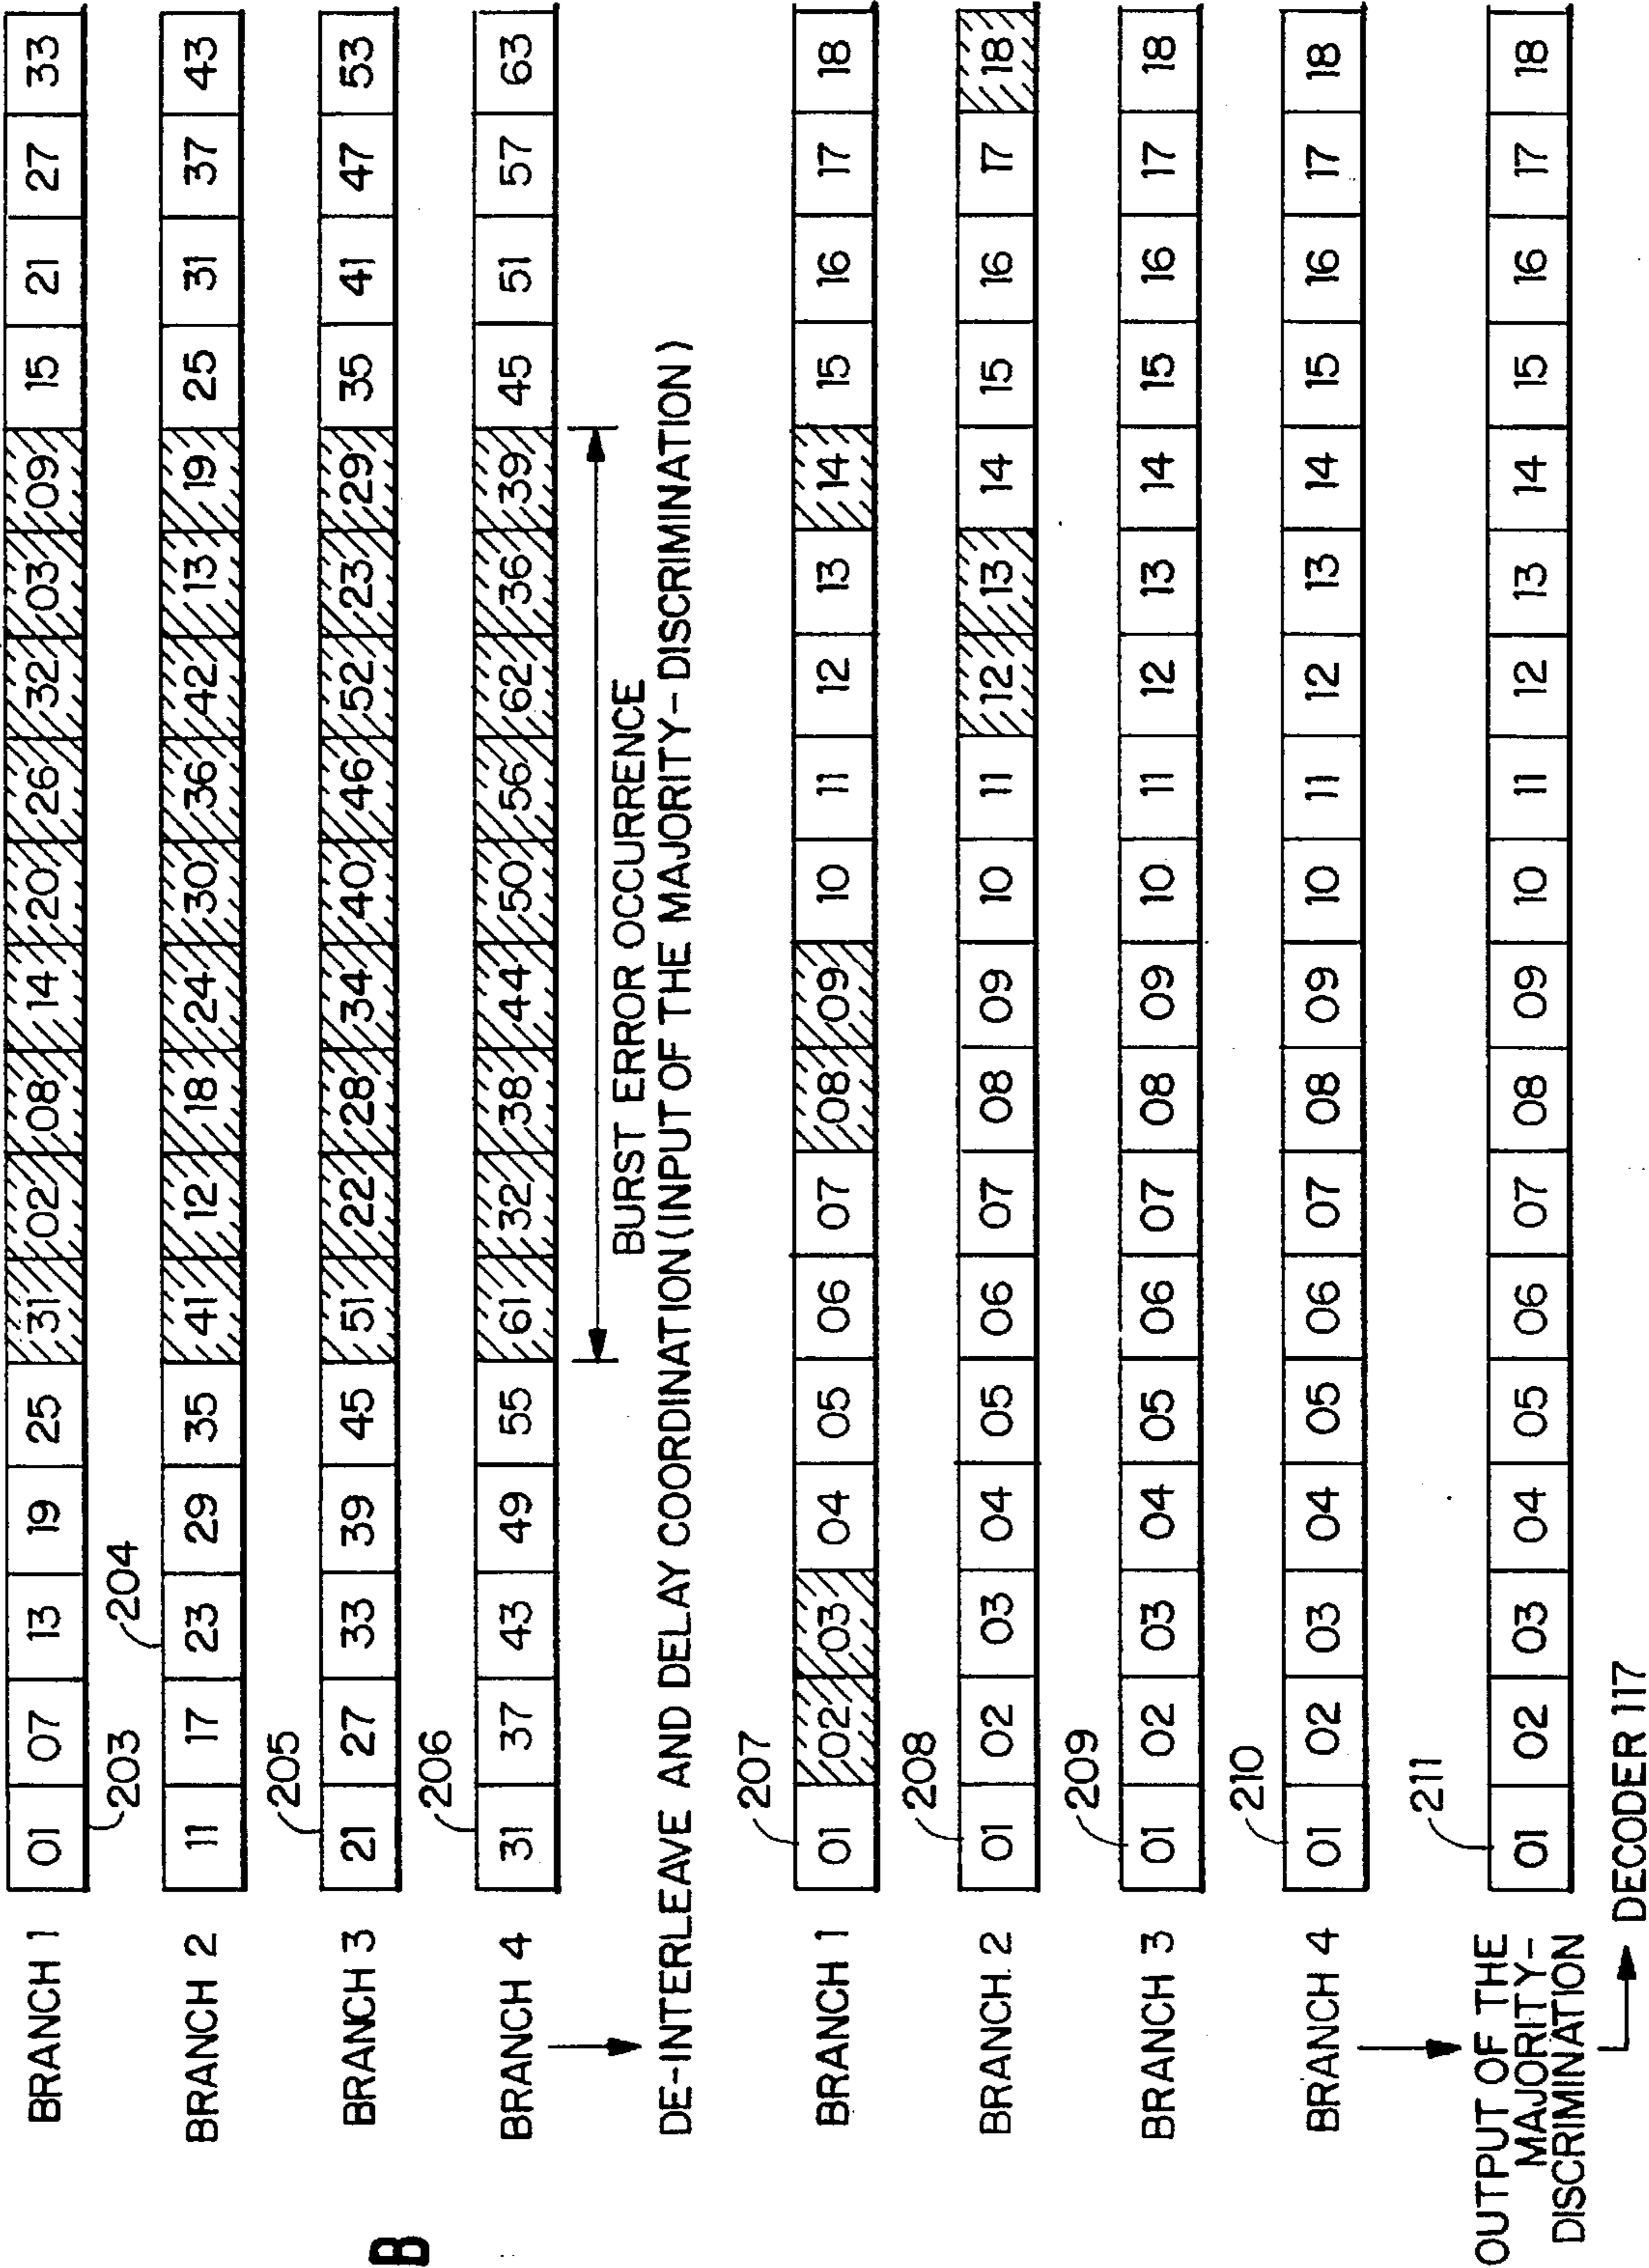 BRANCH 1 01 07 13 19 25 31 02 08 14 20 26 32 03 09 15 21 27 33
203
204
BRANCH 2 11 17 23 29 35 41 12 18 24 30 36 42 13 19 25 31 37 43
205
BRANCH 3 21 27 33 39 45 51 22 28 34 40 46 52 23 29 35 41 47 53
206
BRANCH 4 31 37 43 49 55 61 32 38 44 50 56 62 36 39 45 51 57 63
BURST ERROR OCCURRENCE
DE-INTERLEAVE AND DELAY COORDINATION (INPUT OF THE MAJORITY-DISCRIMINATION)
207
BRANCH 1 01 02 03 04 05 06 07 08 09 10 11 12 13 14 15 16 17 18
208
BRANCH 2 01 02 03 04 05 06 07 08 09 10 11 12 13 14 15 16 17 18
209
BRANCH 3 01 02 03 04 05 06 07 08 09 10 11 12 13 14 15 16 17 18
210
BRANCH 4 01 02 03 04 05 06 07 08 09 10 11 12 13 14 15 16 17 18
211
OUTPUT OF THE
MAJORITY-
DISCRIMINATION
01 02 03 04 05 06 07 08 09 10 11 12 13 14 15 16 17 18
DECODER 117
B